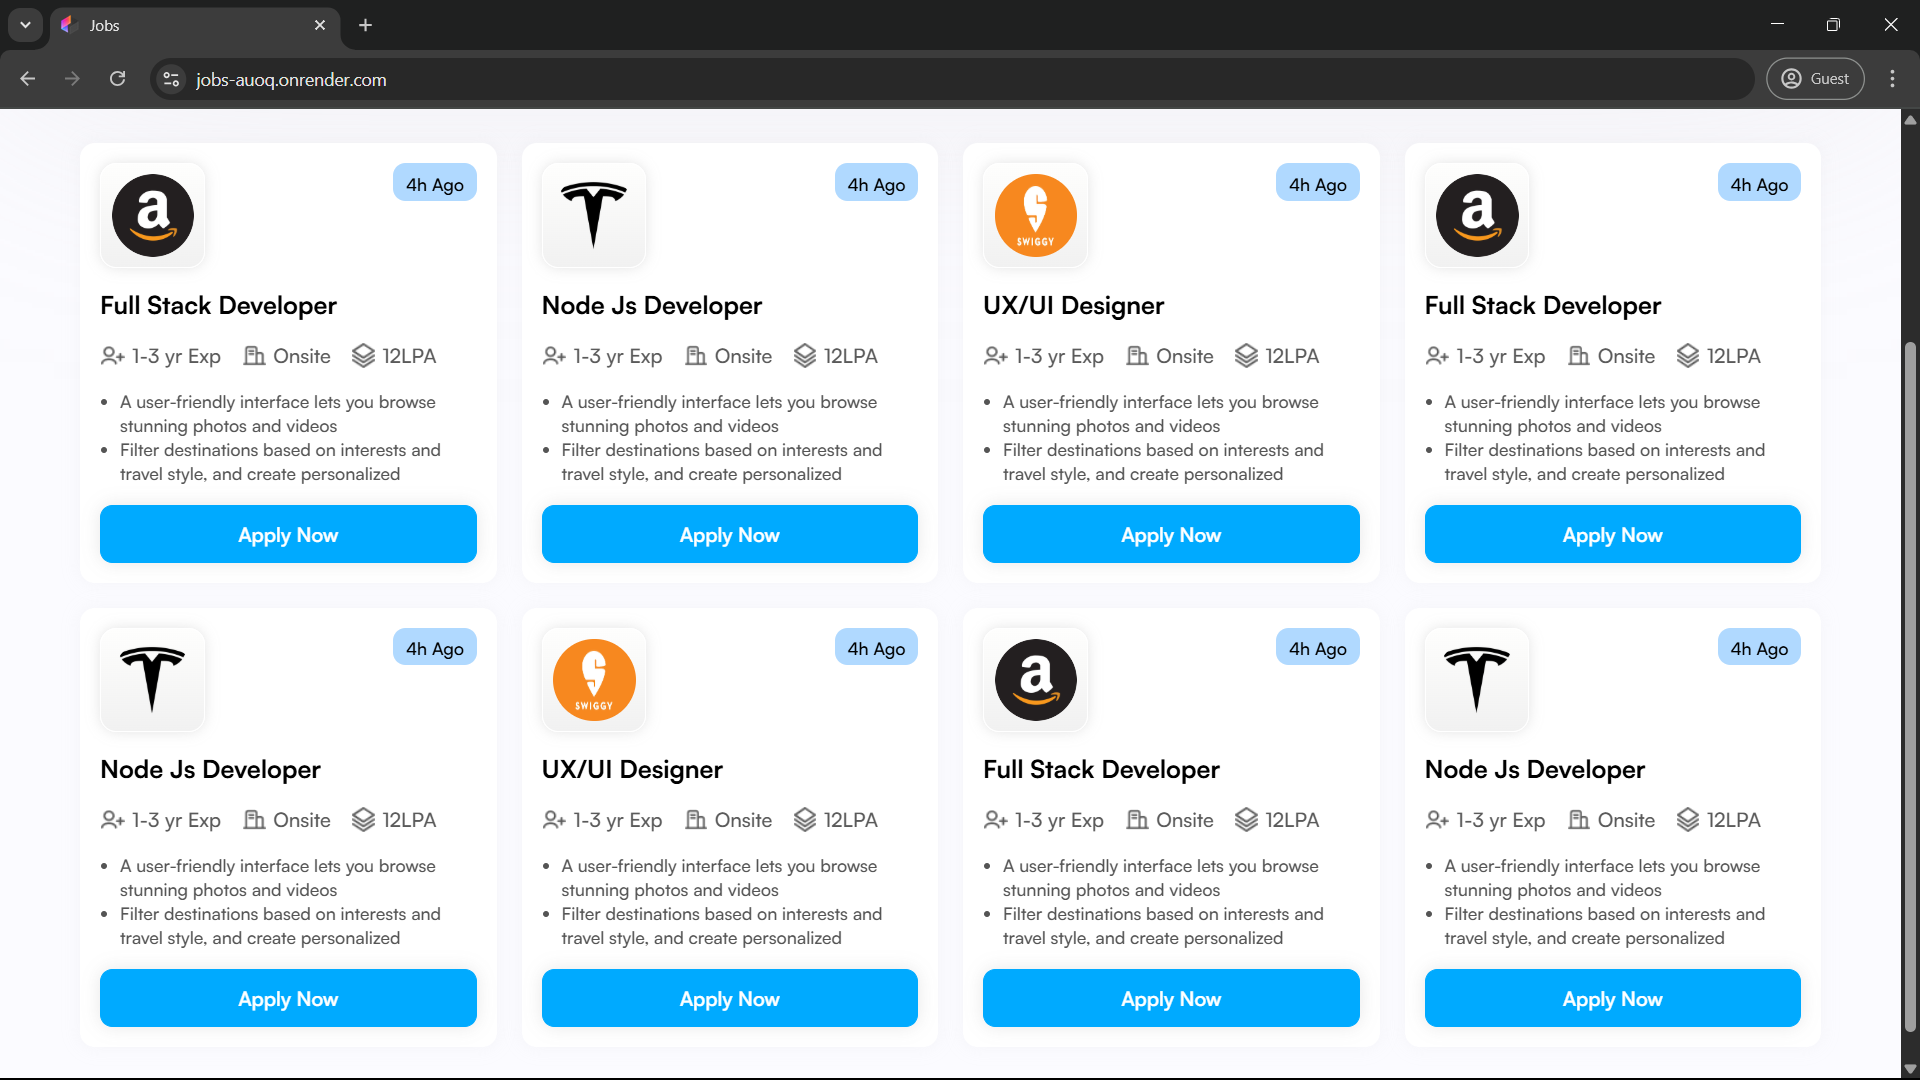 Jobs
jobs-auoq.onrender.com
Guest
a
4h Ago
4h Ago
SWIGGY
4h Ago
a
4h Ago
Full Stack Developer
Node Js Developer
UX/UI Designer
Full Stack Developer
1-3 yr Exp Onsite 12LPA
1-3 yr Exp Onsite 12LPA
1-3 yr Exp Onsite 12LPA
1-3 yr Exp Onsite 12LPA
• A user-friendly interface lets you browse
stunning photos and videos
• Filter destinations based on interests and
travel style, and create personalized
• A user-friendly interface lets you browse
stunning photos and videos
• Filter destinations based on interests and
travel style, and create personalized
• A user-friendly interface lets you browse
stunning photos and videos
• Filter destinations based on interests and
travel style, and create personalized
• A user-friendly interface lets you browse
stunning photos and videos
• Filter destinations based on interests and
travel style, and create personalized
Apply Now
Apply Now
Apply Now
Apply Now
4h Ago
SWIGGY
4h Ago
a
4h Ago
4h Ago
Node Js Developer
UX/UI Designer
Full Stack Developer
Node Js Developer
1-3 yr Exp Onsite 12LPA
1-3 yr Exp Onsite 12LPA
1-3 yr Exp Onsite 12LPA
1-3 yr Exp Onsite 12LPA
• A user-friendly interface lets you browse
stunning photos and videos
• Filter destinations based on interests and
travel style, and create personalized
• A user-friendly interface lets you browse
stunning photos and videos
• Filter destinations based on interests and
travel style, and create personalized
• A user-friendly interface lets you browse
stunning photos and videos
• Filter destinations based on interests and
travel style, and create personalized
• A user-friendly interface lets you browse
stunning photos and videos
• Filter destinations based on interests and
travel style, and create personalized
Apply Now
Apply Now
Apply Now
Apply Now